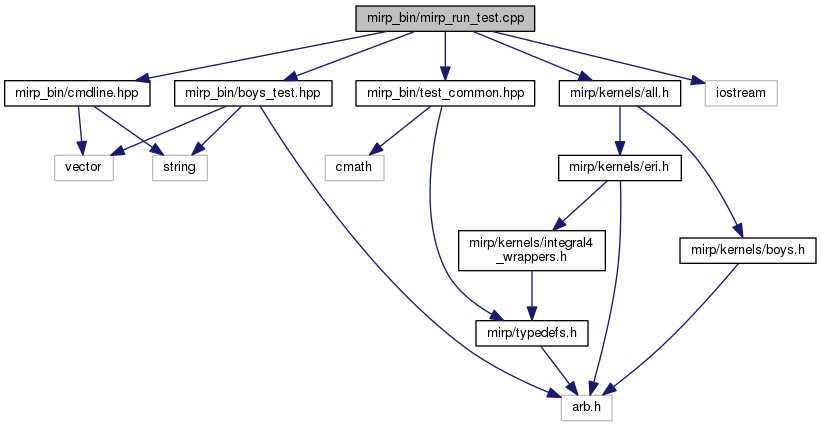 mirp_bin/mirp_run_test.cpp
mirp_bin/cmdline.hpp
mirp_bin/boys_test.hpp
mirp_bin/test_common.hpp
mirp/kernels/all.h
iostream
vector
string
cmath
mirp/kernels/eri.h
mirp/kernels/integral4
_wrappers.h
mirp/kernels/boys.h
mirp/typedefs.h
arb.h